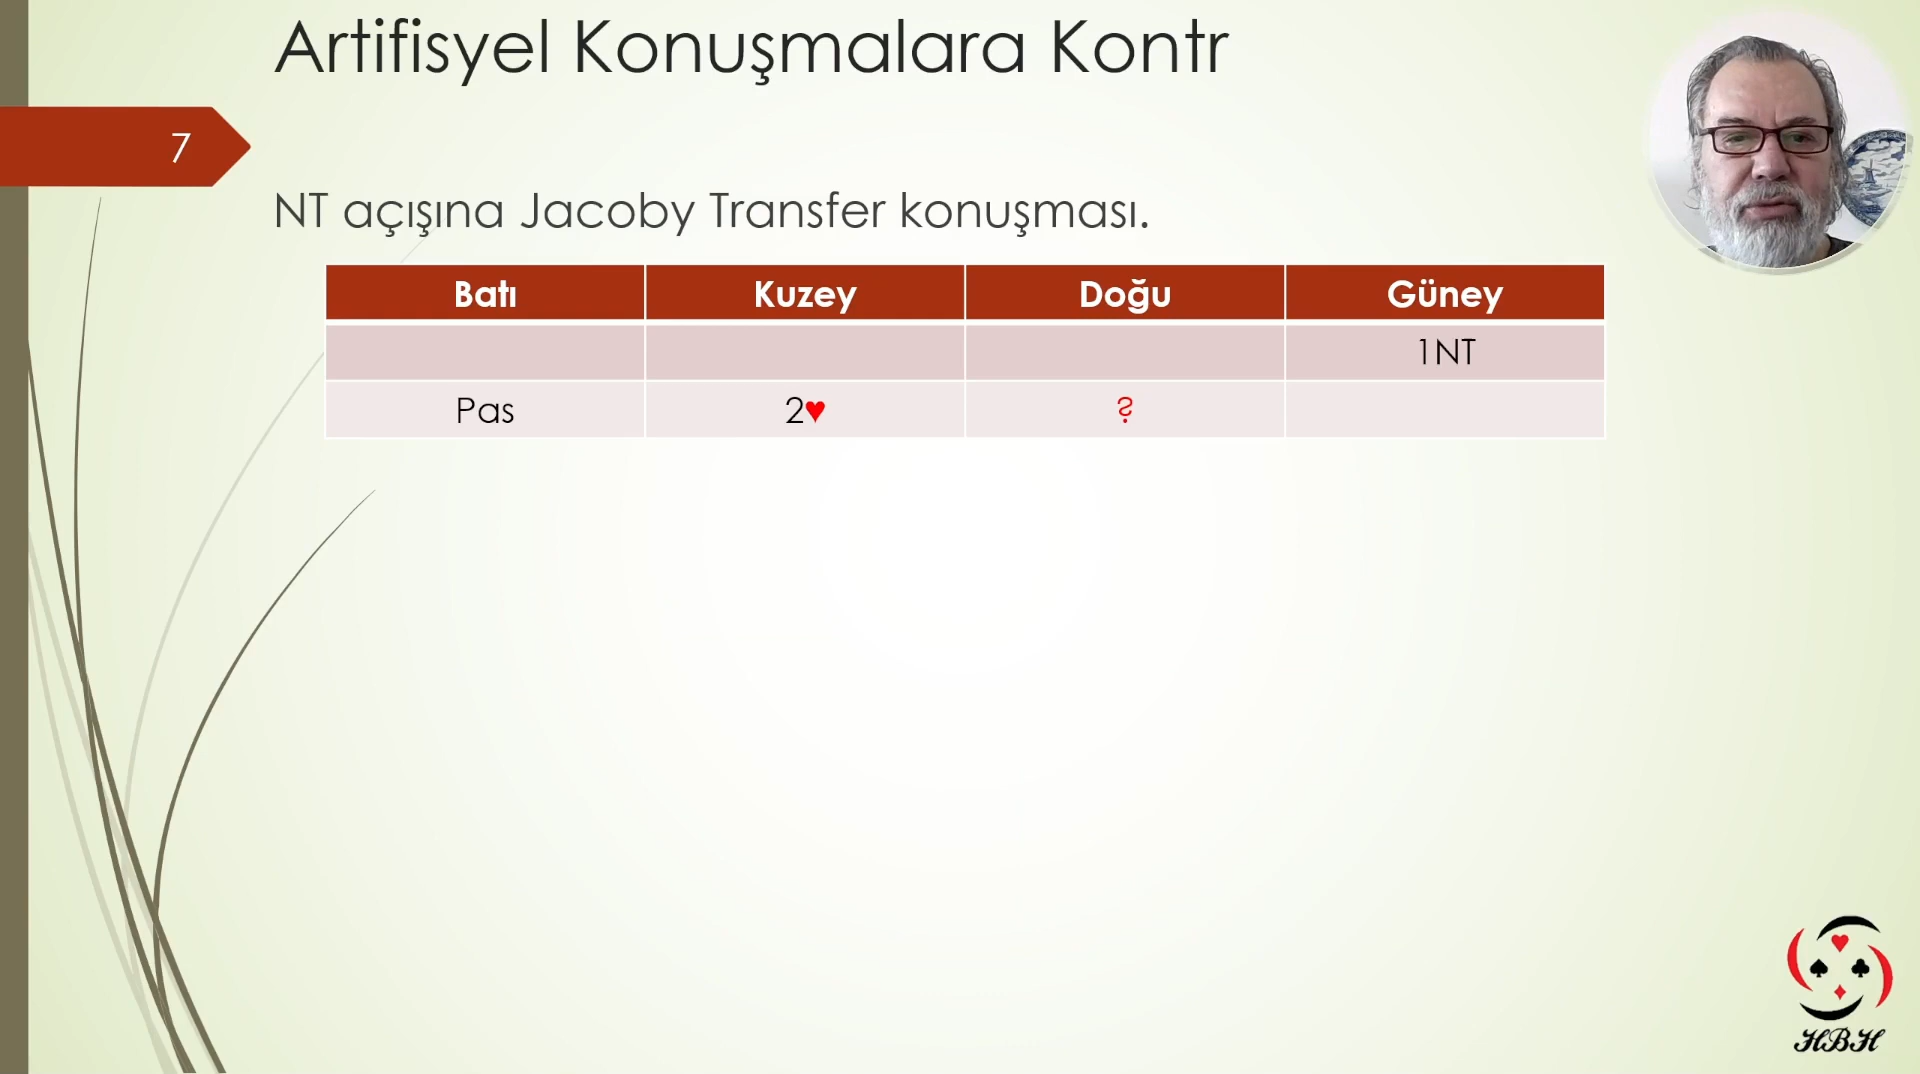 Artifisyel Konuşmalara Kontr
7
NT açışına Jacoby Transfer konuşması.
Batı Kuzey Doğu Güney
1NT
Pas 2♥ ?
HBH